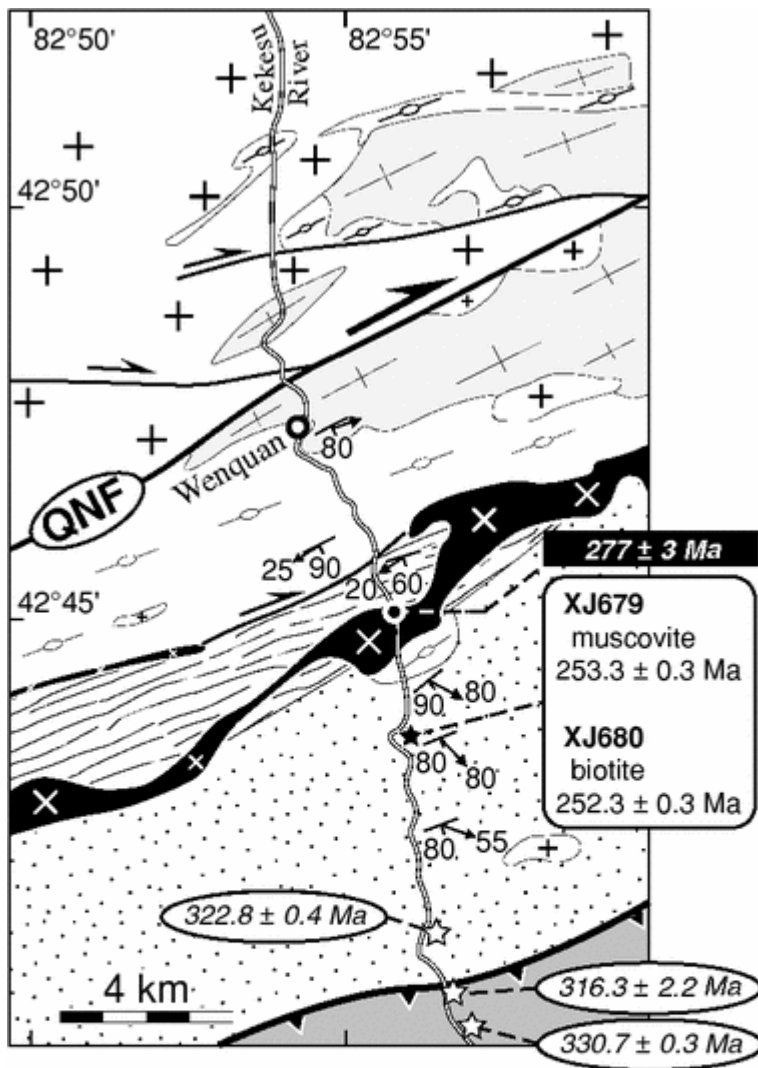 82°50'
82°55'
Kekesu
River
42°50'
Wenquan
80
QNF
25
90
20
60
277 ± 3 Ma
42°45'
XJ679
muscovite
253.3 ± 0.3 Ma
80
90
XJ680
80
80
biotite
252.3 ± 0.3 Ma
80
55
322.8 ± 0.4 Ma
4 km
316.3 ± 2.2 Ma
330.7 ± 0.3 Ma